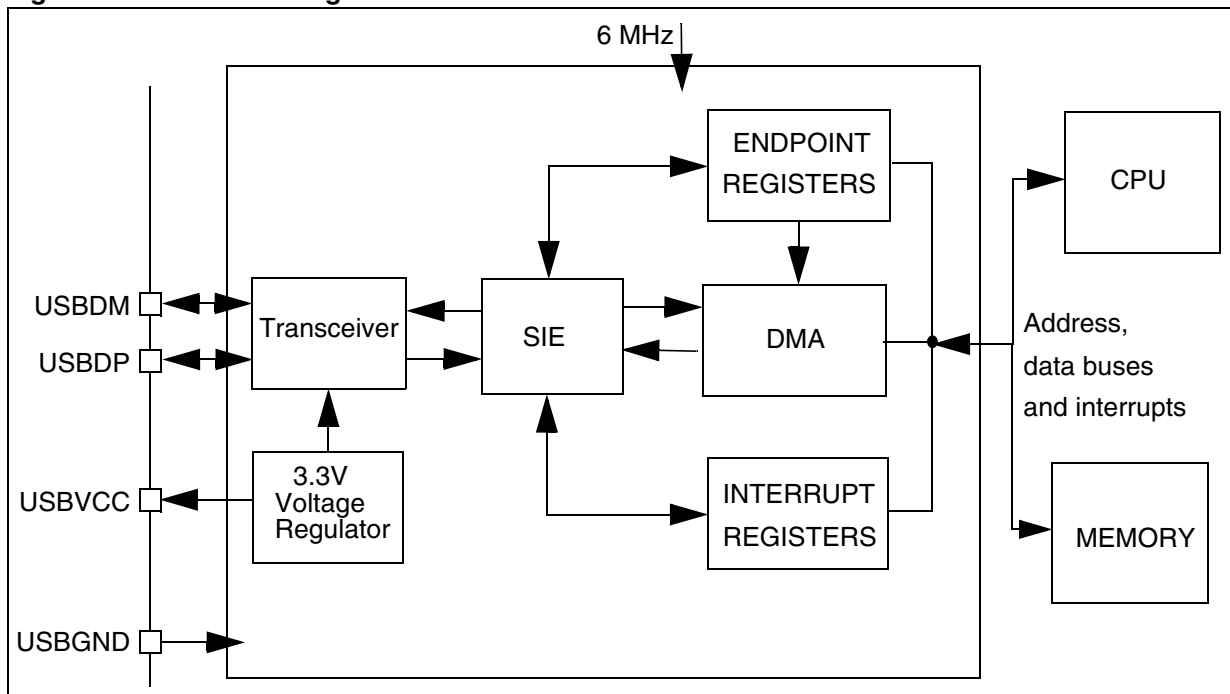 6 MHz
ENDPOINT
REGISTERS
CPU
USBDM
Transceiver
SIE
DMA
Address,
data buses
and interrupts
USBDP
3.3V
Voltage
Regulator
USBVCC
INTERRUPT
REGISTERS
MEMORY
USBGND